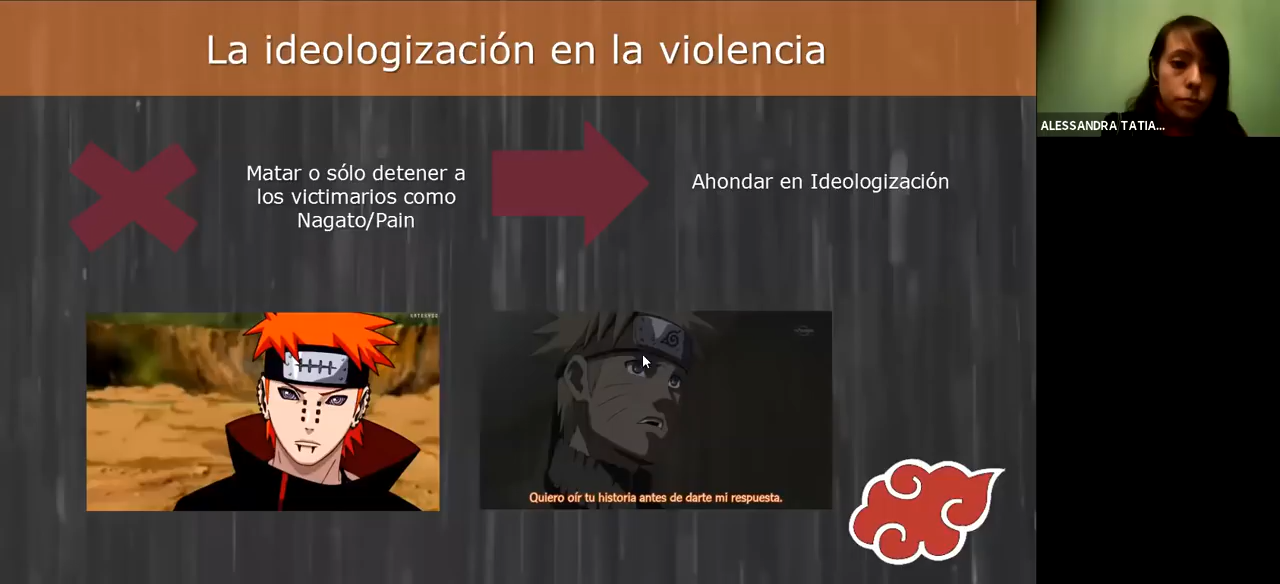 La ideologización en la violencia
Matar o sólo detener a
los victimarios como
Nagato/Pain
Ahondar en Ideologización
ALESSANDRA TATIA...
Quiero oír tu historia antes de darte mi respuesta.